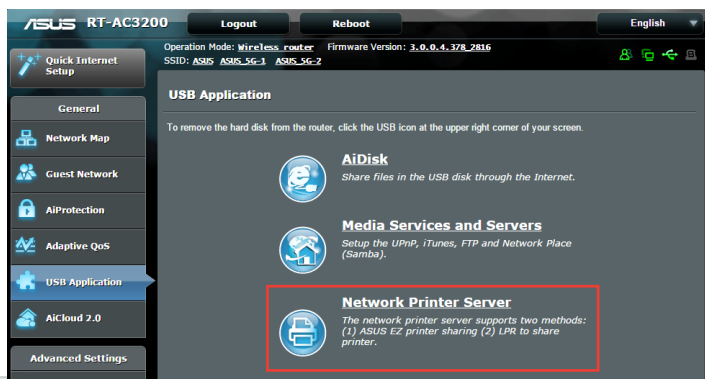 ASUS RT-AC3200
Logout
Reboot
English
Quick Internet
Setup
Operation Mode: Wireless router Firmware Version: 3.0.0.4.378_2816
SSID: ASUS ASUS_5G-1 ASUS_5G-2
General
Network Map
Guest Network
AiProtection
Adaptive QoS
USB Application
AiCloud 2.0
Advanced Settings
USB Application
To remove the hard disk from the router, click the USB icon at the upper right corner of your screen.
AiDisk
Share files in the USB disk through the Internet.
Media Services and Servers
Setup the UPnP, iTunes, FTP and Network Place
(Samba).
Network Printer Server
The network printer server supports two methods:
(1) ASUS EZ printer sharing (2) LPR to share
printer.